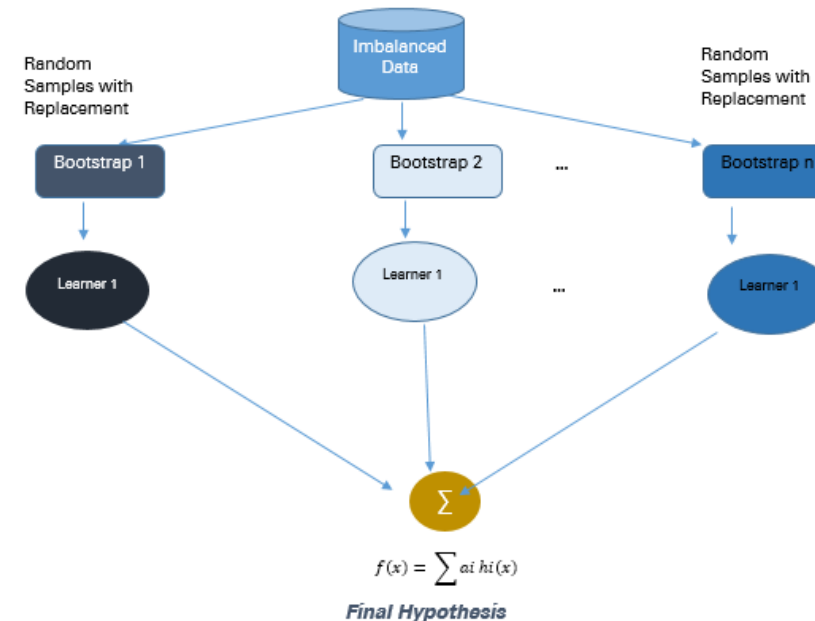 Imbalanced
Data
Random
Samples with
Replacement
Random
Samples with
Replacement
Bootstrap 1
Bootstrap 2
...
Bootstrap n
Learner 1
Learner 1
...
Learner 1
∑
f(x) = ∑ ai hi(x)
Final Hypothesis